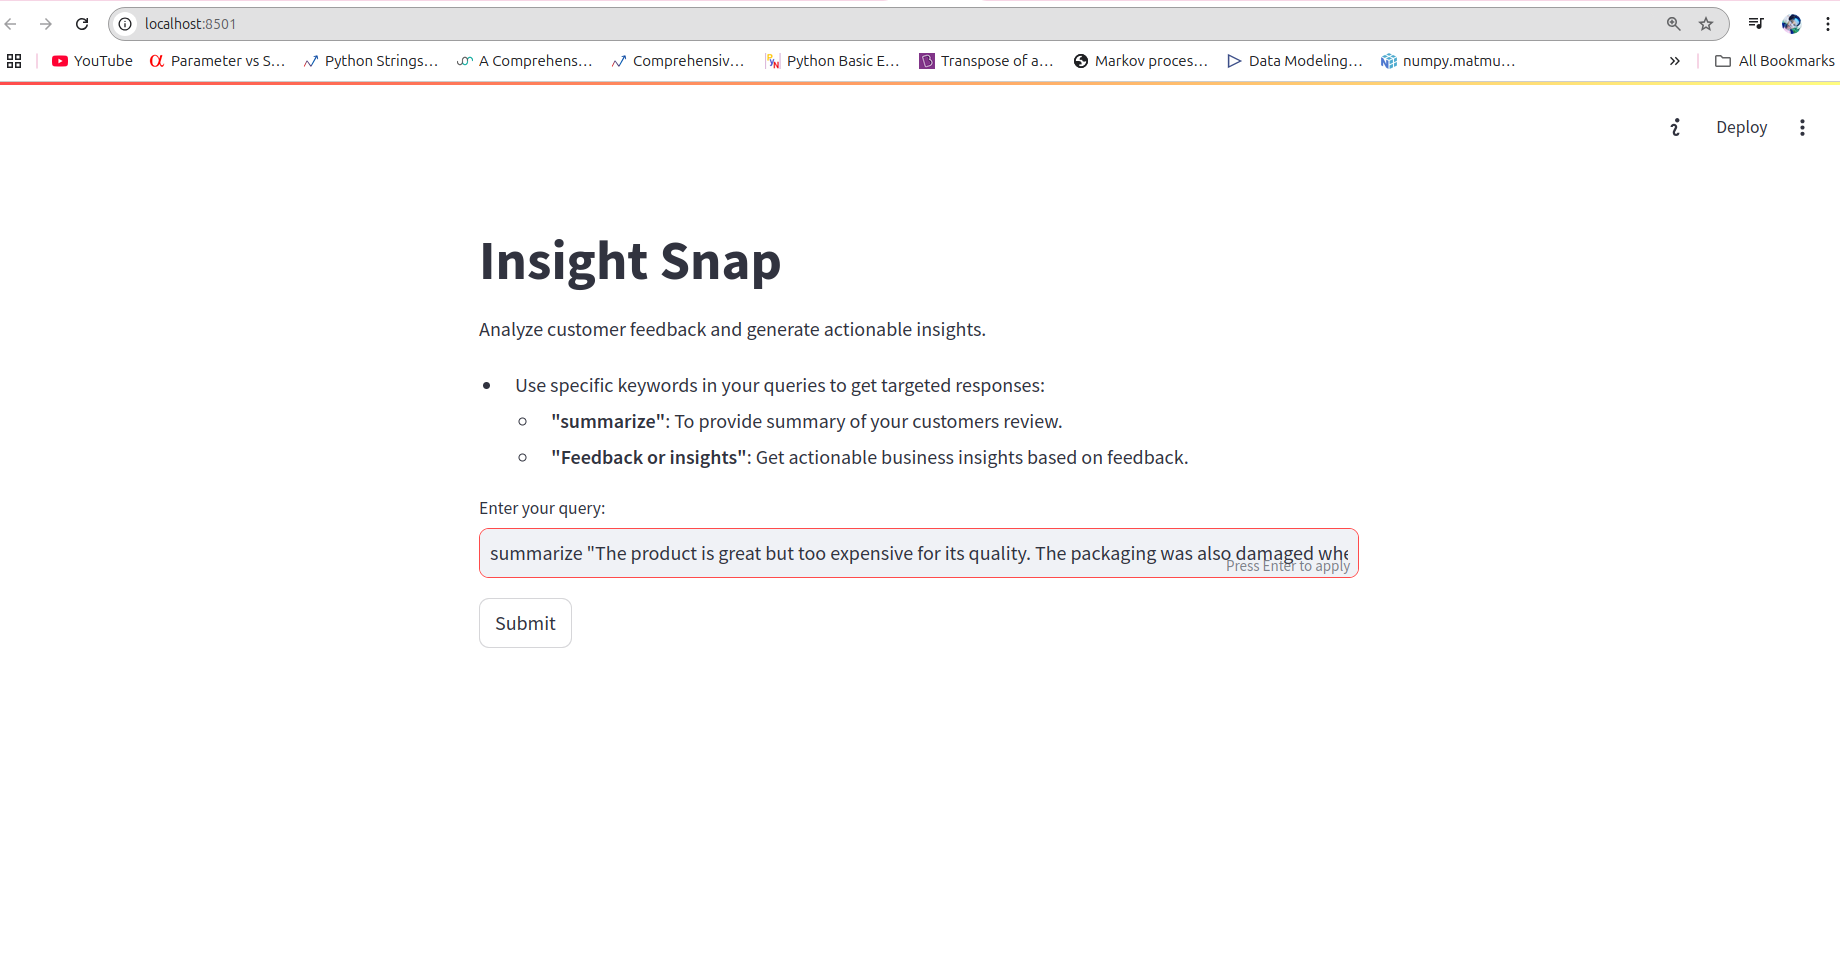 localhost:8501
YouTube Parameter vs S... Python Strings... A Comprehens... Comprehensiv... Python Basic E... Transpose of a... Markov proces... Data Modeling... numpy.matmu... » All Bookmarks
Deploy
Insight Snap
Analyze customer feedback and generate actionable insights.
• Use specific keywords in your queries to get targeted responses:
◦ "summarize": To provide summary of your customers review.
◦ "Feedback or insights": Get actionable business insights based on feedback.
Enter your query:
summarize "The product is great but too expensive for its quality. The packaging was also damaged whe
Press Enter to apply
Submit